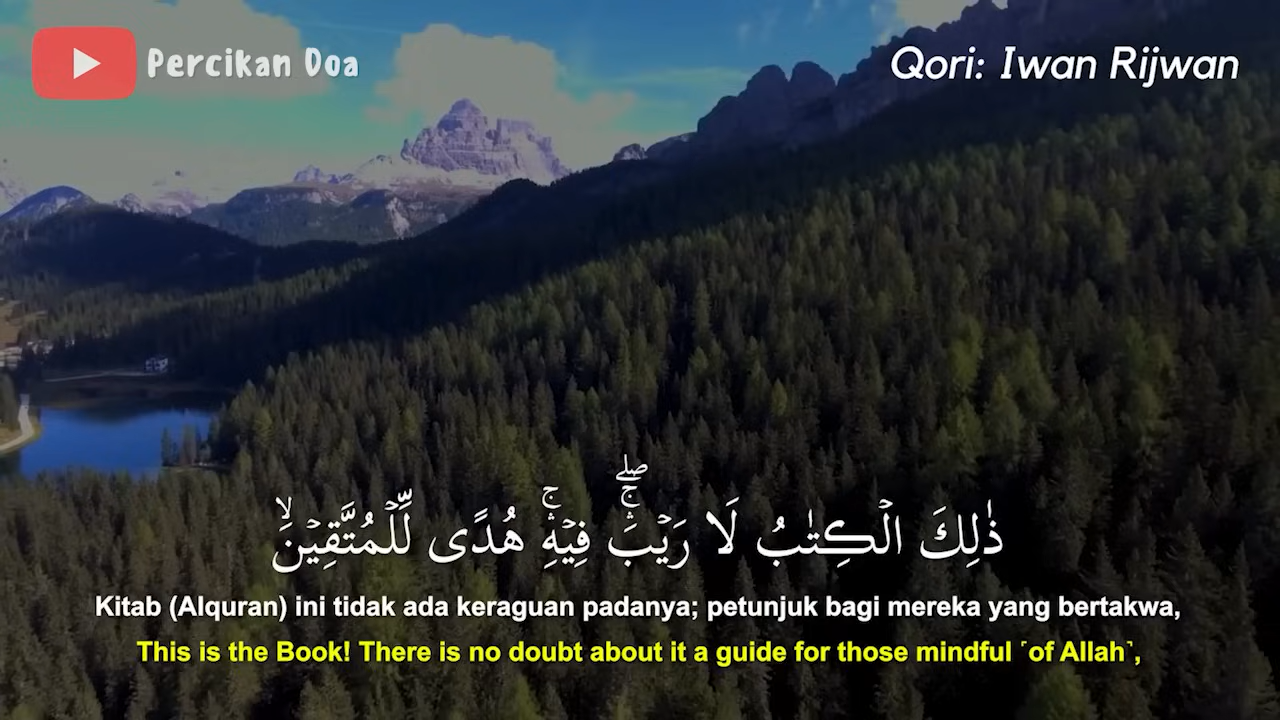 Percikan Doa
Qori: Iwan Rijwan
ذٰلِكَ الْكِتٰبُ لَا رَيْبَۛ ۖ فِيْهِۛ هُدًى لِّلْمُتَّقِيْنَۙ
Kitab (Alquran) ini tidak ada keraguan padanya; petunjuk bagi mereka yang bertakwa,
This is the Book! There is no doubt about it a guide for those mindful ˹of Allah˺,